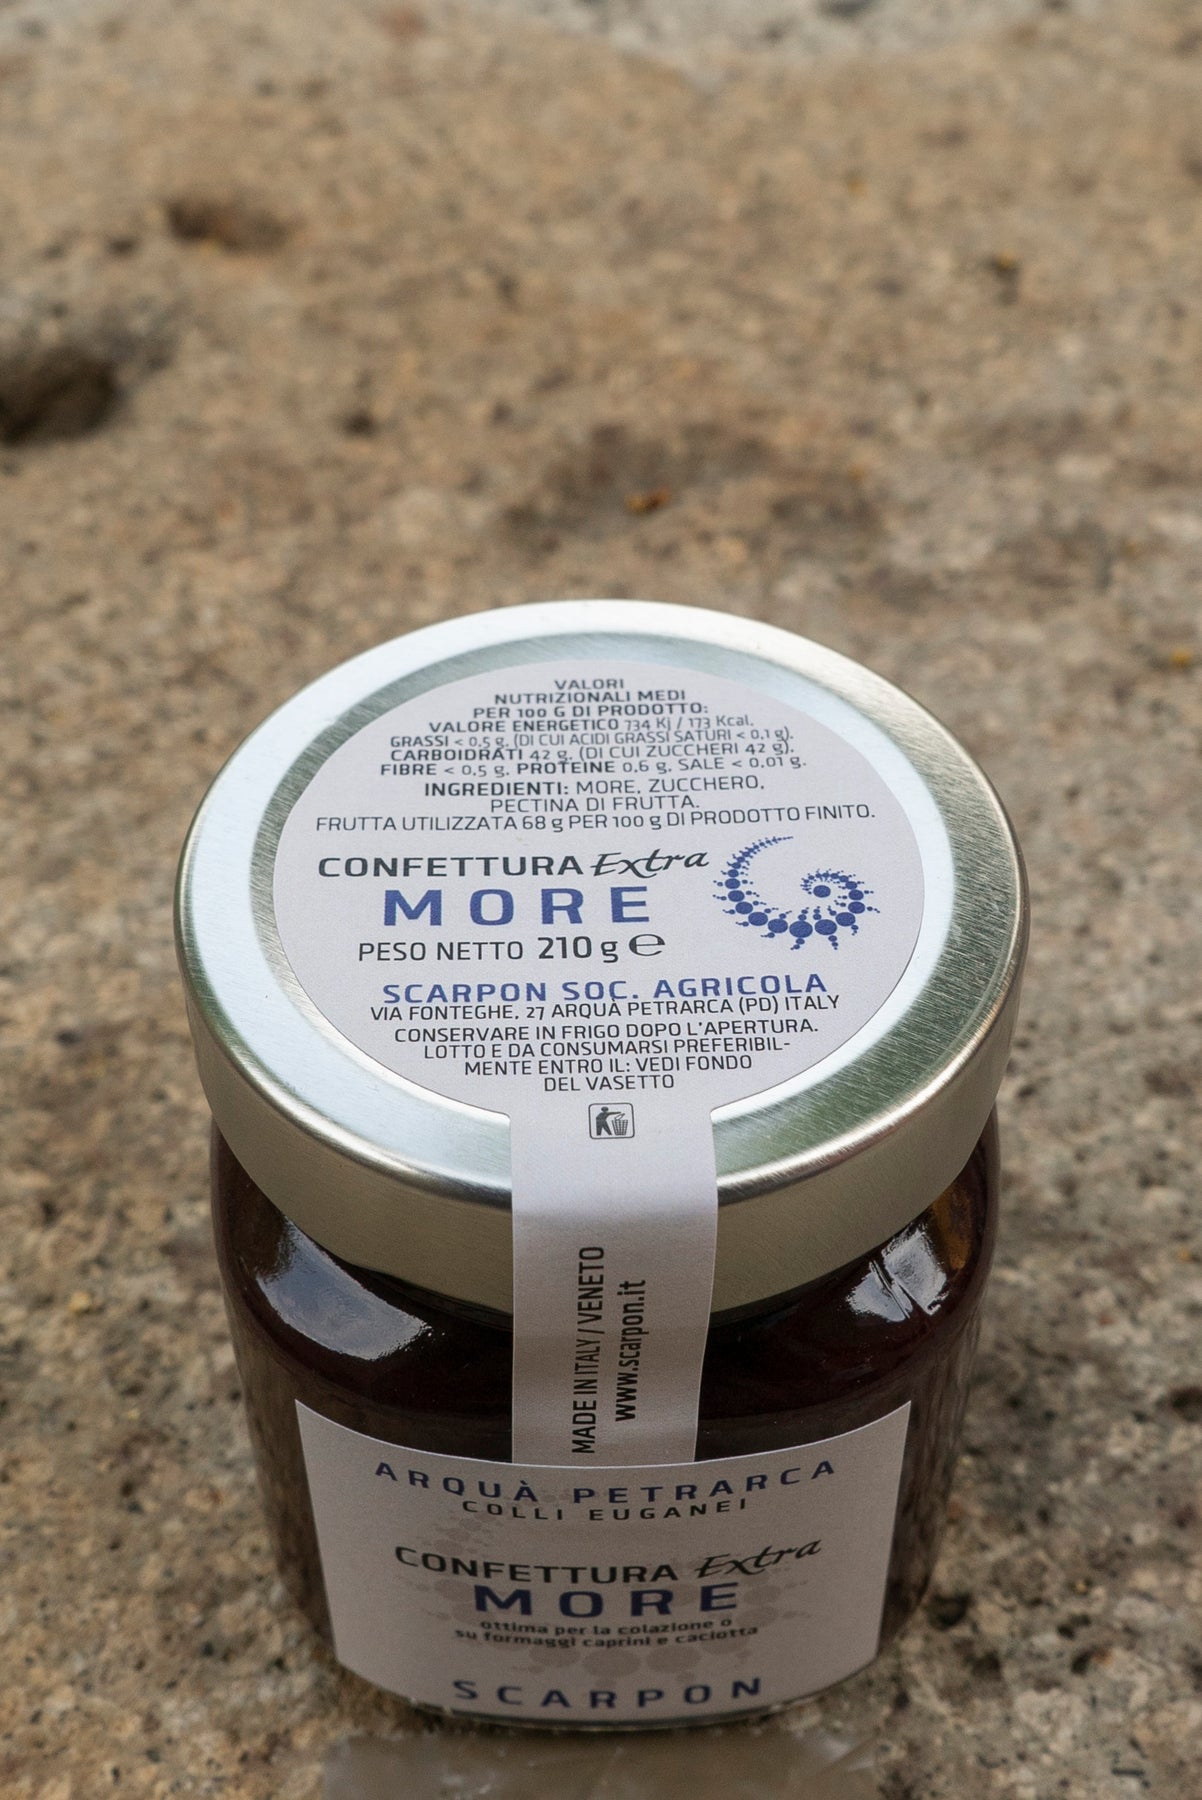 VALORI
NUTRIZIONALI MEDI
PER 100 G DI PRODOTTO:
VALORE ENERGETICO 734 Kj / 173 Kcal.
GRASSI < 0,5 g. (DI CUI ACIDI GRASSI SATURI < 0,1 g).
CARBOIDRATI 42 g. (DI CUI ZUCCHERI 42 g).
FIBRE < 0,5 g. PROTEINE 0,6 g. SALE < 0,01 g.
INGREDIENTI: MORE, ZUCCHERO,
PECTINA DI FRUTTA.
FRUTTA UTILIZZATA 68 g PER 100 g DI PRODOTTO FINITO.
CONFETTURA Extra
MORE
PESO NETTO 210 g e
SCARPON SOC. AGRICOLA
VIA FONTEGHE, 27 ARQUÀ PETRARCA (PD) ITALY
CONSERVARE IN FRIGO DOPO L'APERTURA.
LOTTO E DA CONSUMARSI PREFERIBIL-
MENTE ENTRO IL: VEDI FONDO
DEL VASETTO
MADE IN ITALY / VENETO
www.scarpon.it
ARQUÀ PETRARCA
COLLI EUGANEI
CONFETTURA Extra
MORE
ottima per la colazione o
su formaggi caprini e caciotta
SCARPON